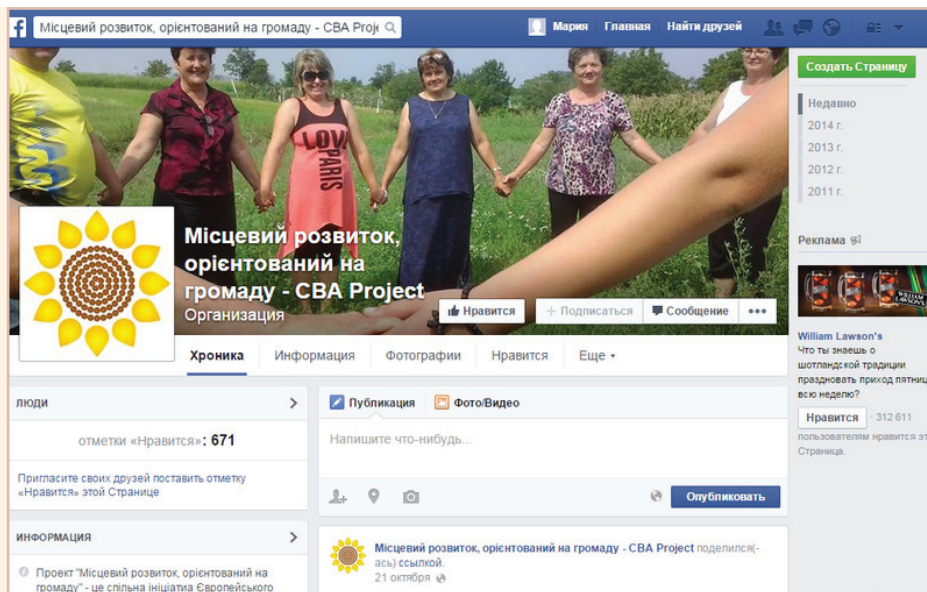 Місцевий розвиток, орієнтований на громаду - CBA Proje
Мария Главная Найти друзей
Создать Страницу
Недавно
2014 г.
2013 г.
2012 г.
2011 г.
LOV
PARIS
Місцевий розвиток,
орієнтований на
громаду - CBA Project
Организация
Нравится
+ Подписаться
Сообщение
Хроника Информация Фотографии Нравится Еще
Реклама
WILLIAM
LAWSON'S
William Lawson's
Что ты знаешь о
шотландской традиции
праздновать приход пятниц
всю неделю?
Нравится · 312 611
пользователям нравится эт
Страница.
ЛЮДИ
отметки «Нравится»: 671
Пригласите своих друзей поставить отметку
«Нравится» этой Странице
ИНФОРМАЦИЯ
Проект "Місцевий розвиток, орієнтований на
громаду" - це спільна ініціатива Європейського
Публикация Фото/Видео
Напишите что-нибудь...
Опубликовать
Місцевий розвиток, орієнтований на громаду - CBA Project поделился(-
ась) ссылкой.
21 октября